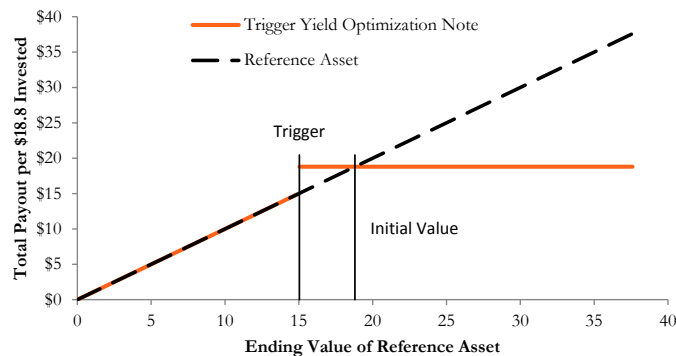 Trigger Yield Optimization Note
Reference Asset
Total Payout per $18.8 Invested
$40
$35
$30
$25
$20
$15
$10
$5
$0
Trigger
Initial Value
0 5 10 15 20 25 30 35 40
Ending Value of Reference Asset